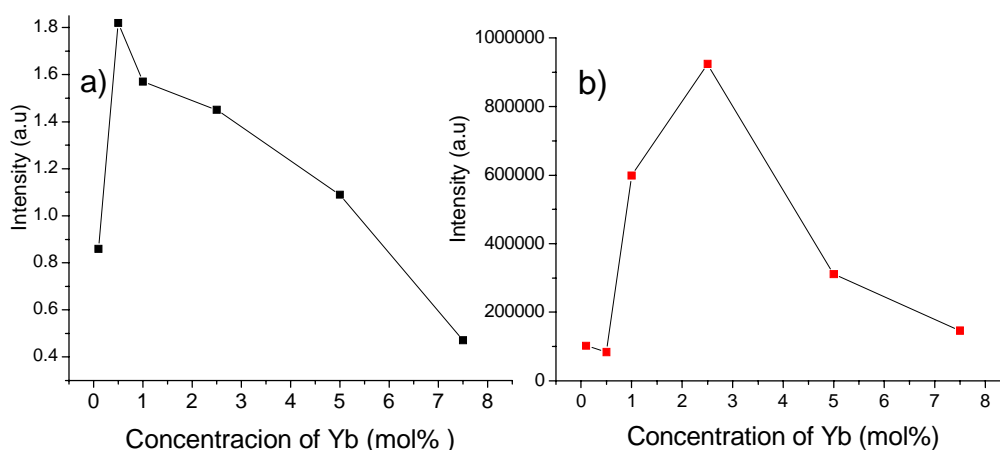 a)
Intensity (a.u)
1.8
1.6
1.4
1.2
1.0
0.8
0.6
0.4
0 1 2 3 4 5 6 7 8
Concentracion of Yb (mol% )
b)
Intensity (a.u)
1000000
800000
600000
400000
200000
0
0 1 2 3 4 5 6 7 8
Concentration of Yb (mol%)